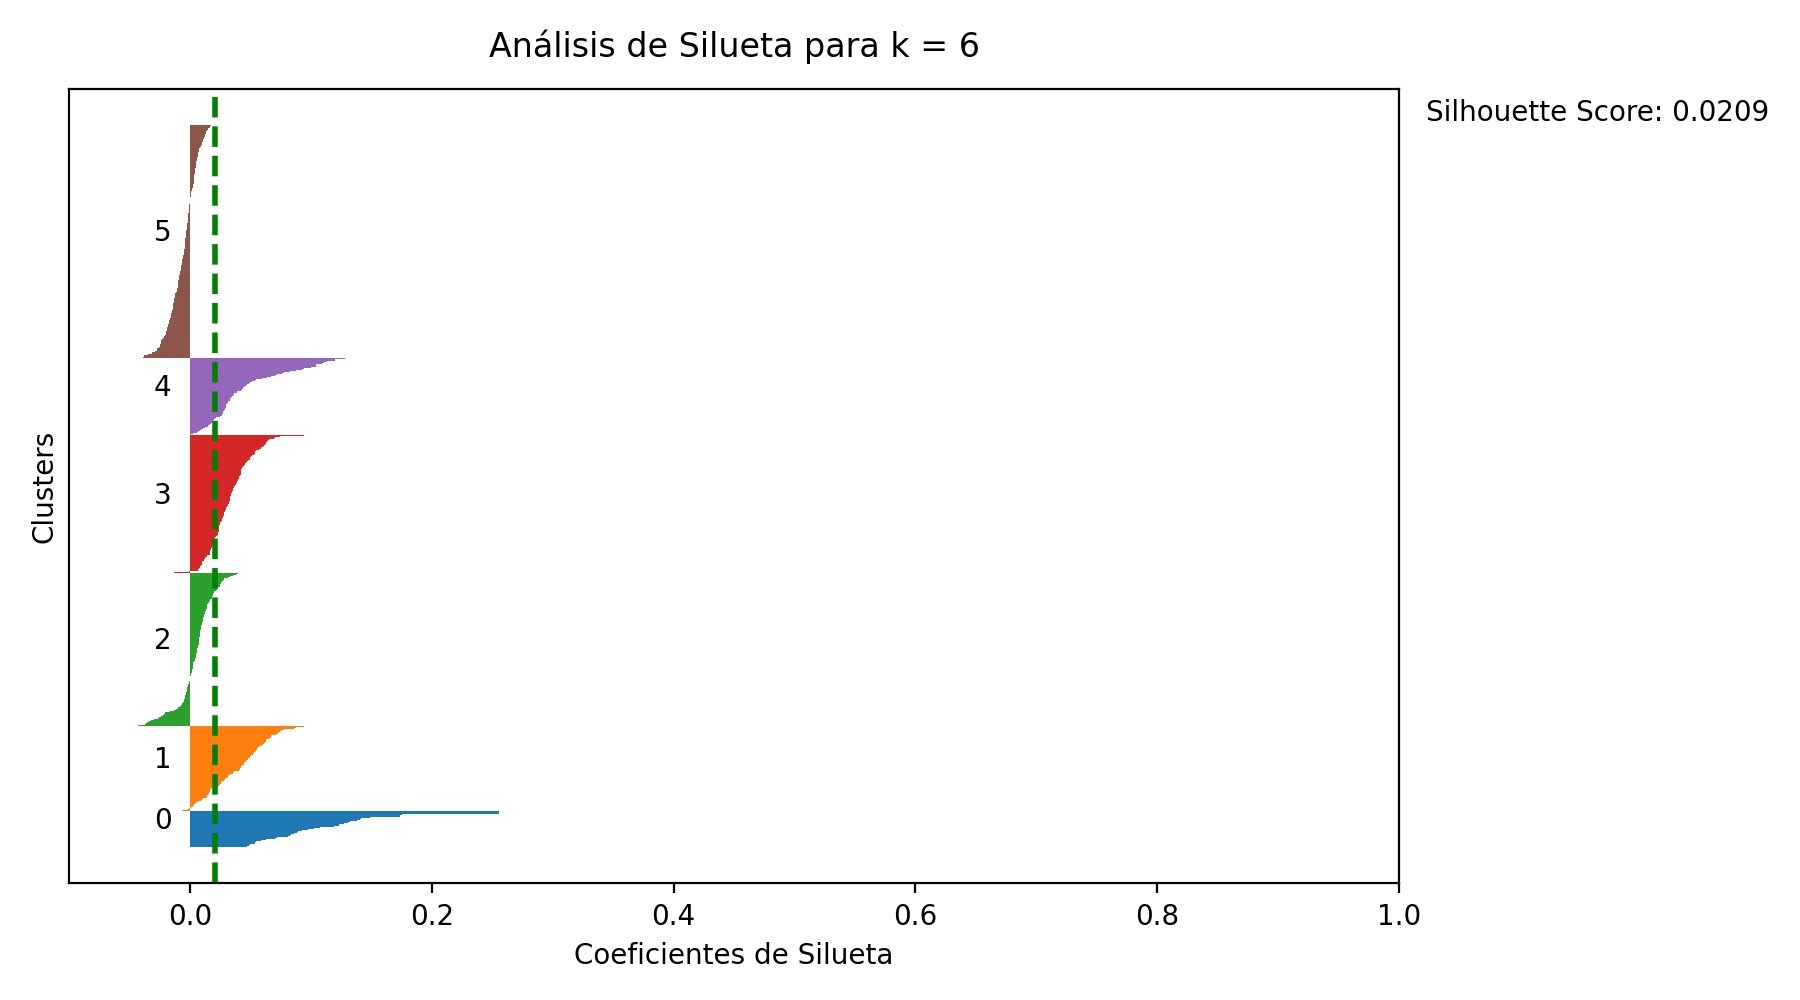 Análisis de Silueta para k = 6
Silhouette Score: 0.0209
Clusters
5
4
3
2
1
0
0.0 0.2 0.4 0.6 0.8 1.0
Coeficientes de Silueta